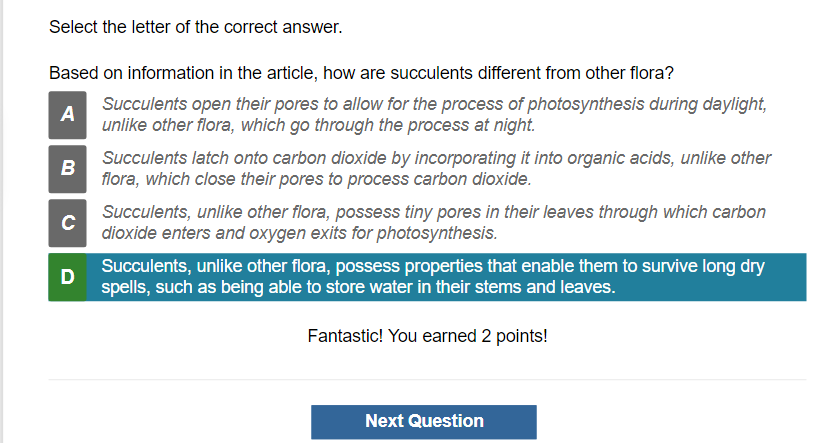 Select the letter of the correct answer.
Based on information in the article, how are succulents different from other flora?
A
Succulents open their pores to allow for the process of photosynthesis during daylight,
unlike other flora, which go through the process at night.
B
Succulents latch onto carbon dioxide by incorporating it into organic acids, unlike other
flora, which close their pores to process carbon dioxide.
C
Succulents, unlike other flora, possess tiny pores in their leaves through which carbon
dioxide enters and oxygen exits for photosynthesis.
D
Succulents, unlike other flora, possess properties that enable them to survive long dry
spells, such as being able to store water in their stems and leaves.
Fantastic! You earned 2 points!
Next Question